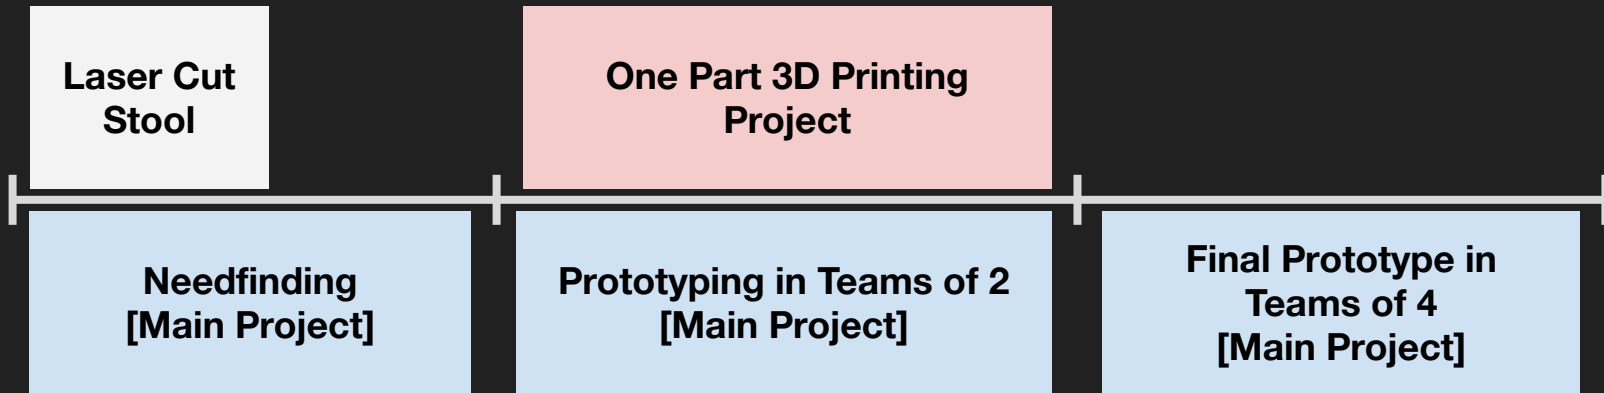 Laser Cut
Stool
One Part 3D Printing
Project
Needfinding
[Main Project]
Prototyping in Teams of 2
[Main Project]
Final Prototype in
Teams of 4
[Main Project]